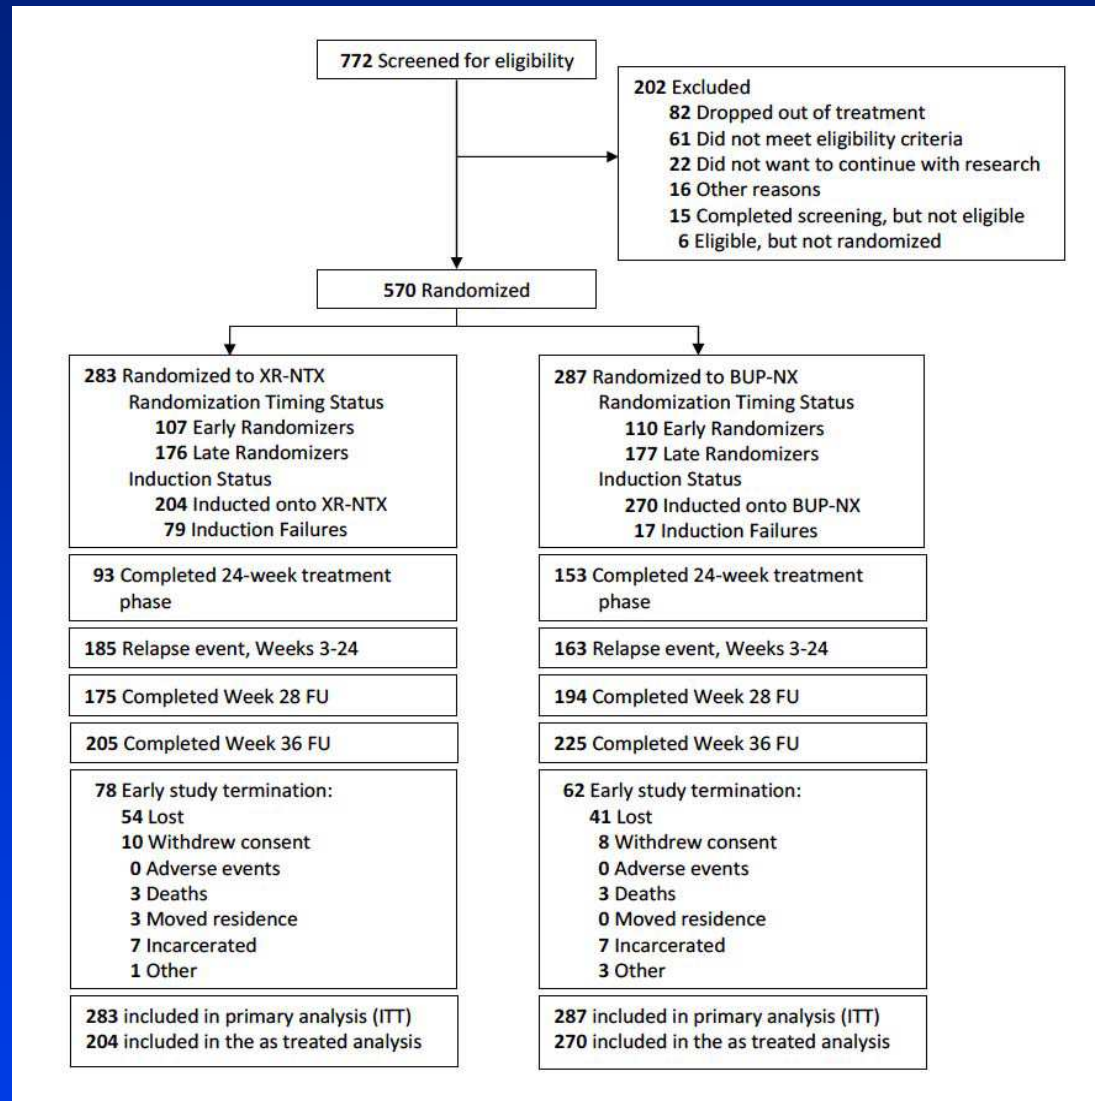 772 Screened for eligibility
202 Excluded
82 Dropped out of treatment
61 Did not meet eligibility criteria
22 Did not want to continue with research
16 Other reasons
15 Completed screening, but not eligible
6 Eligible, but not randomized
570 Randomized
283 Randomized to XR-NTX
Randomization Timing Status
107 Early Randomizers
176 Late Randomizers
Induction Status
204 Inducted onto XR-NTX
79 Induction Failures
93 Completed 24-week treatment
phase
185 Relapse event, Weeks 3-24
175 Completed Week 28 FU
205 Completed Week 36 FU
78 Early study termination:
54 Lost
10 Withdrew consent
0 Adverse events
3 Deaths
3 Moved residence
7 Incarcerated
1 Other
283 included in primary analysis (ITT)
204 included in the as treated analysis
287 Randomized to BUP-NX
Randomization Timing Status
110 Early Randomizers
177 Late Randomizers
Induction Status
270 Inducted onto BUP-NX
17 Induction Failures
153 Completed 24-week treatment
phase
163 Relapse event, Weeks 3-24
194 Completed Week 28 FU
225 Completed Week 36 FU
62 Early study termination:
41 Lost
8 Withdrew consent
0 Adverse events
3 Deaths
0 Moved residence
7 Incarcerated
3 Other
287 included in primary analysis (ITT)
270 included in the as treated analysis